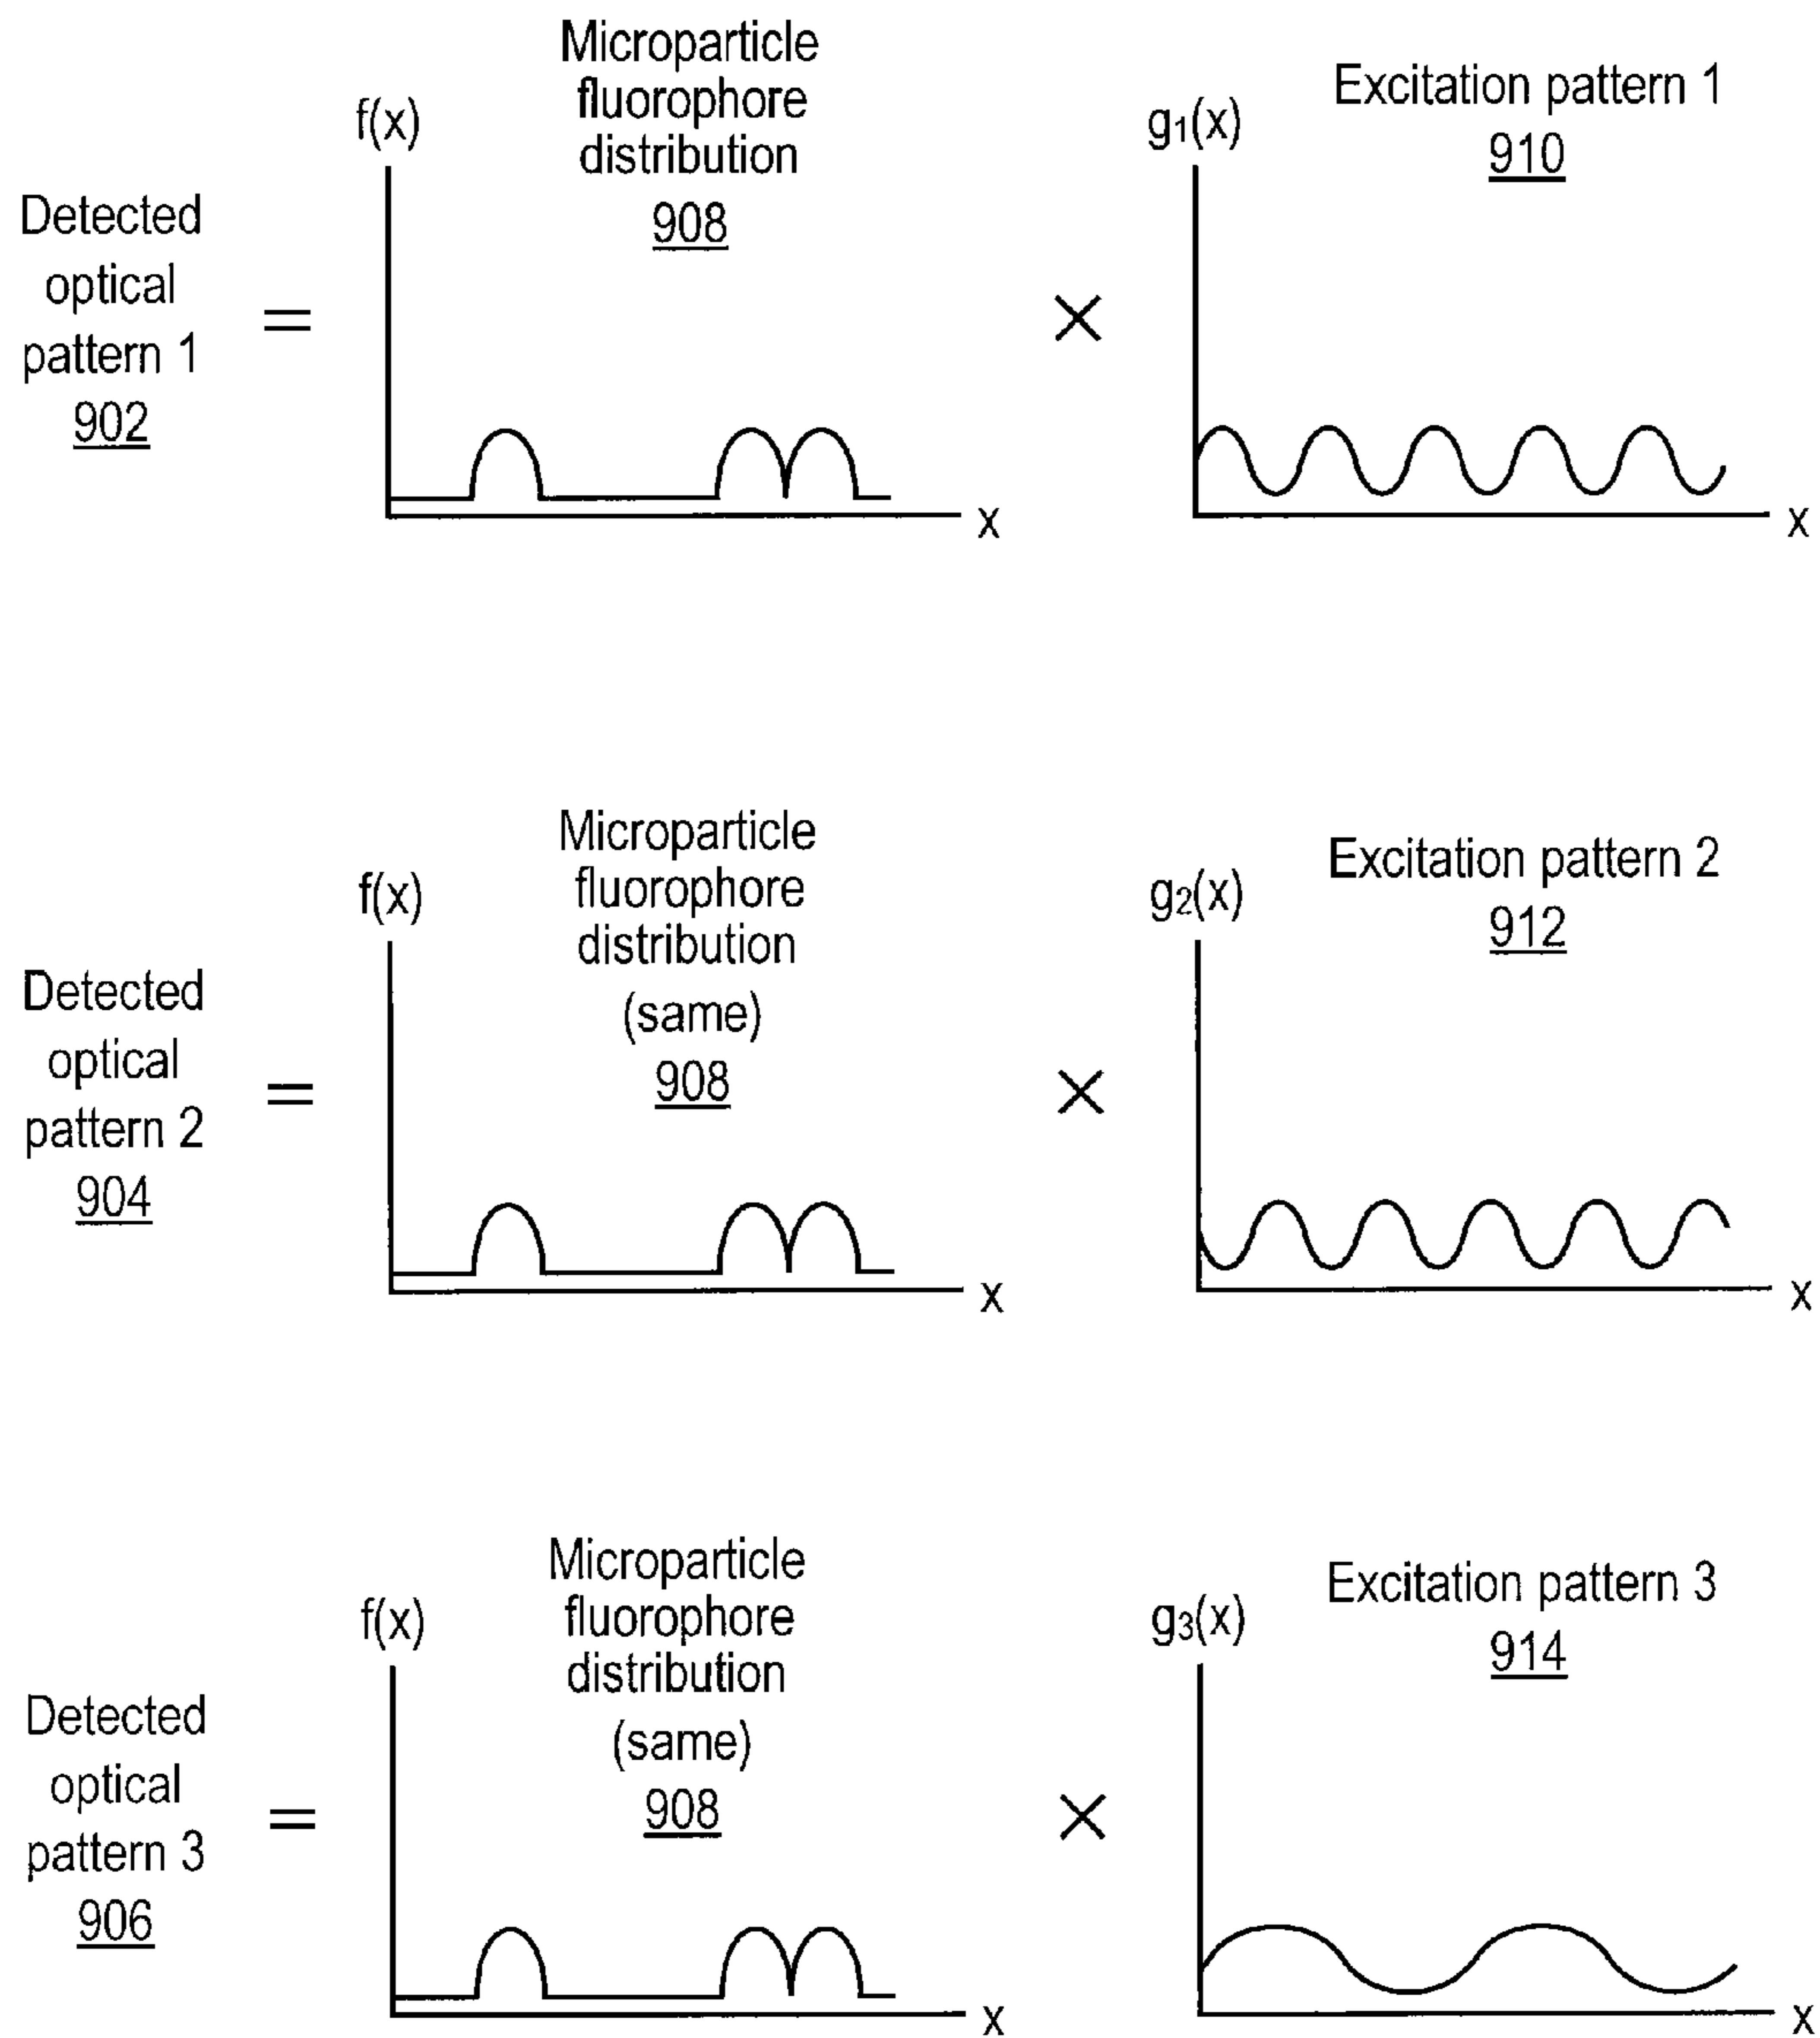 Detected
optical
pattern 1
902
=
f(x)
Microparticle
fluorophore
distribution
908
x
×
g₁(x)
Excitation pattern 1
910
x
Detected
optical
pattern 2
904
=
f(x)
Microparticle
fluorophore
distribution
(same)
908
x
×
g₂(x)
Excitation pattern 2
912
x
Detected
optical
pattern 3
906
=
f(x)
Microparticle
fluorophore
distribution
(same)
908
x
×
g₃(x)
Excitation pattern 3
914
x